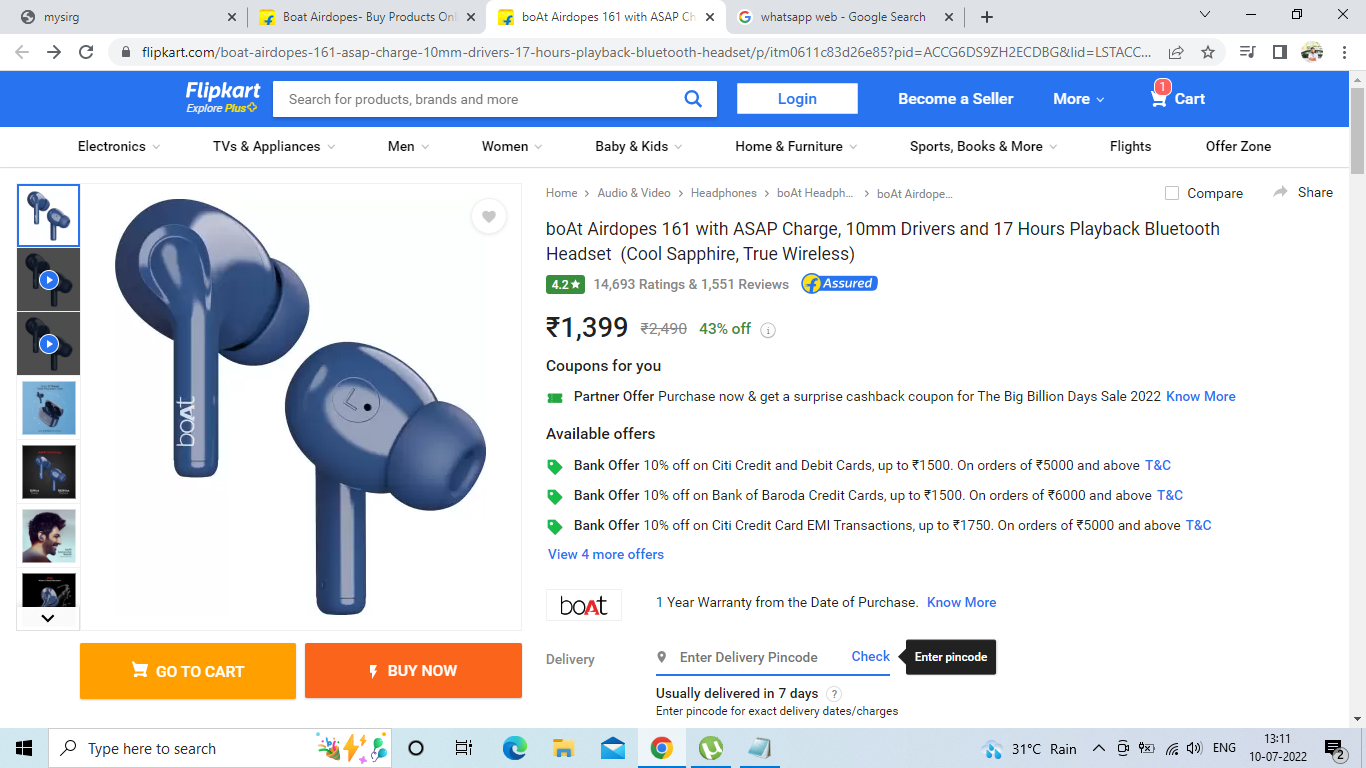 mysirg
Boat Airdopes- Buy Products Onl
boAt Airdopes 161 with ASAP Ch
whatsapp web - Google Search
flipkart.com/boat-airdopes-161-asap-charge-10mm-drivers-17-hours-playback-bluetooth-headset/p/itm0611c83d26e85?pid=ACCG6DS9ZH2ECDBG&lid=LSTACC...
Flipkart
Explore Plus
Search for products, brands and more
Login
Become a Seller
More
1
Cart
Electronics
TVs & Appliances
Men
Women
Baby & Kids
Home & Furniture
Sports, Books & More
Flights
Offer Zone
Home
Audio & Video
Headphones
boAt Headph...
boAt Airdope...
Compare
Share
boAt Airdopes 161 with ASAP Charge, 10mm Drivers and 17 Hours Playback Bluetooth
Headset (Cool Sapphire, True Wireless)
4.2★
14,693 Ratings & 1,551 Reviews
Assured
₹1,399 ₹2,490 43% off
Coupons for you
Partner Offer Purchase now & get a surprise cashback coupon for The Big Billion Days Sale 2022 Know More
Available offers
Bank Offer 10% off on Citi Credit and Debit Cards, up to ₹1500. On orders of ₹5000 and above T&C
Bank Offer 10% off on Bank of Baroda Credit Cards, up to ₹1500. On orders of ₹6000 and above T&C
Bank Offer 10% off on Citi Credit Card EMI Transactions, up to ₹1750. On orders of ₹5000 and above T&C
View 4 more offers
boAt
L
boAt
1 Year Warranty from the Date of Purchase. Know More
GO TO CART
BUY NOW
Delivery
Enter Delivery Pincode
Check
Enter pincode
Usually delivered in 7 days ?
Enter pincode for exact delivery dates/charges
Type here to search
31°C Rain
ENG
13:11
10-07-2022
2